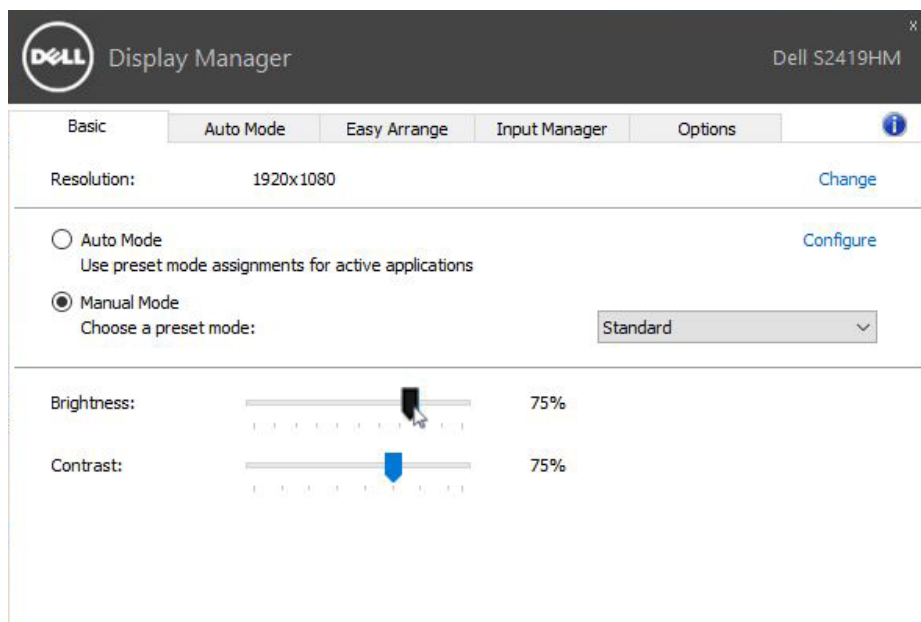 DELL Display Manager
x
Dell S2419HM
Basic Auto Mode Easy Arrange Input Manager Options i
Resolution: 1920x1080 Change
Auto Mode Configure
Use preset mode assignments for active applications
Manual Mode
Choose a preset mode: Standard
Brightness: 75%
Contrast: 75%